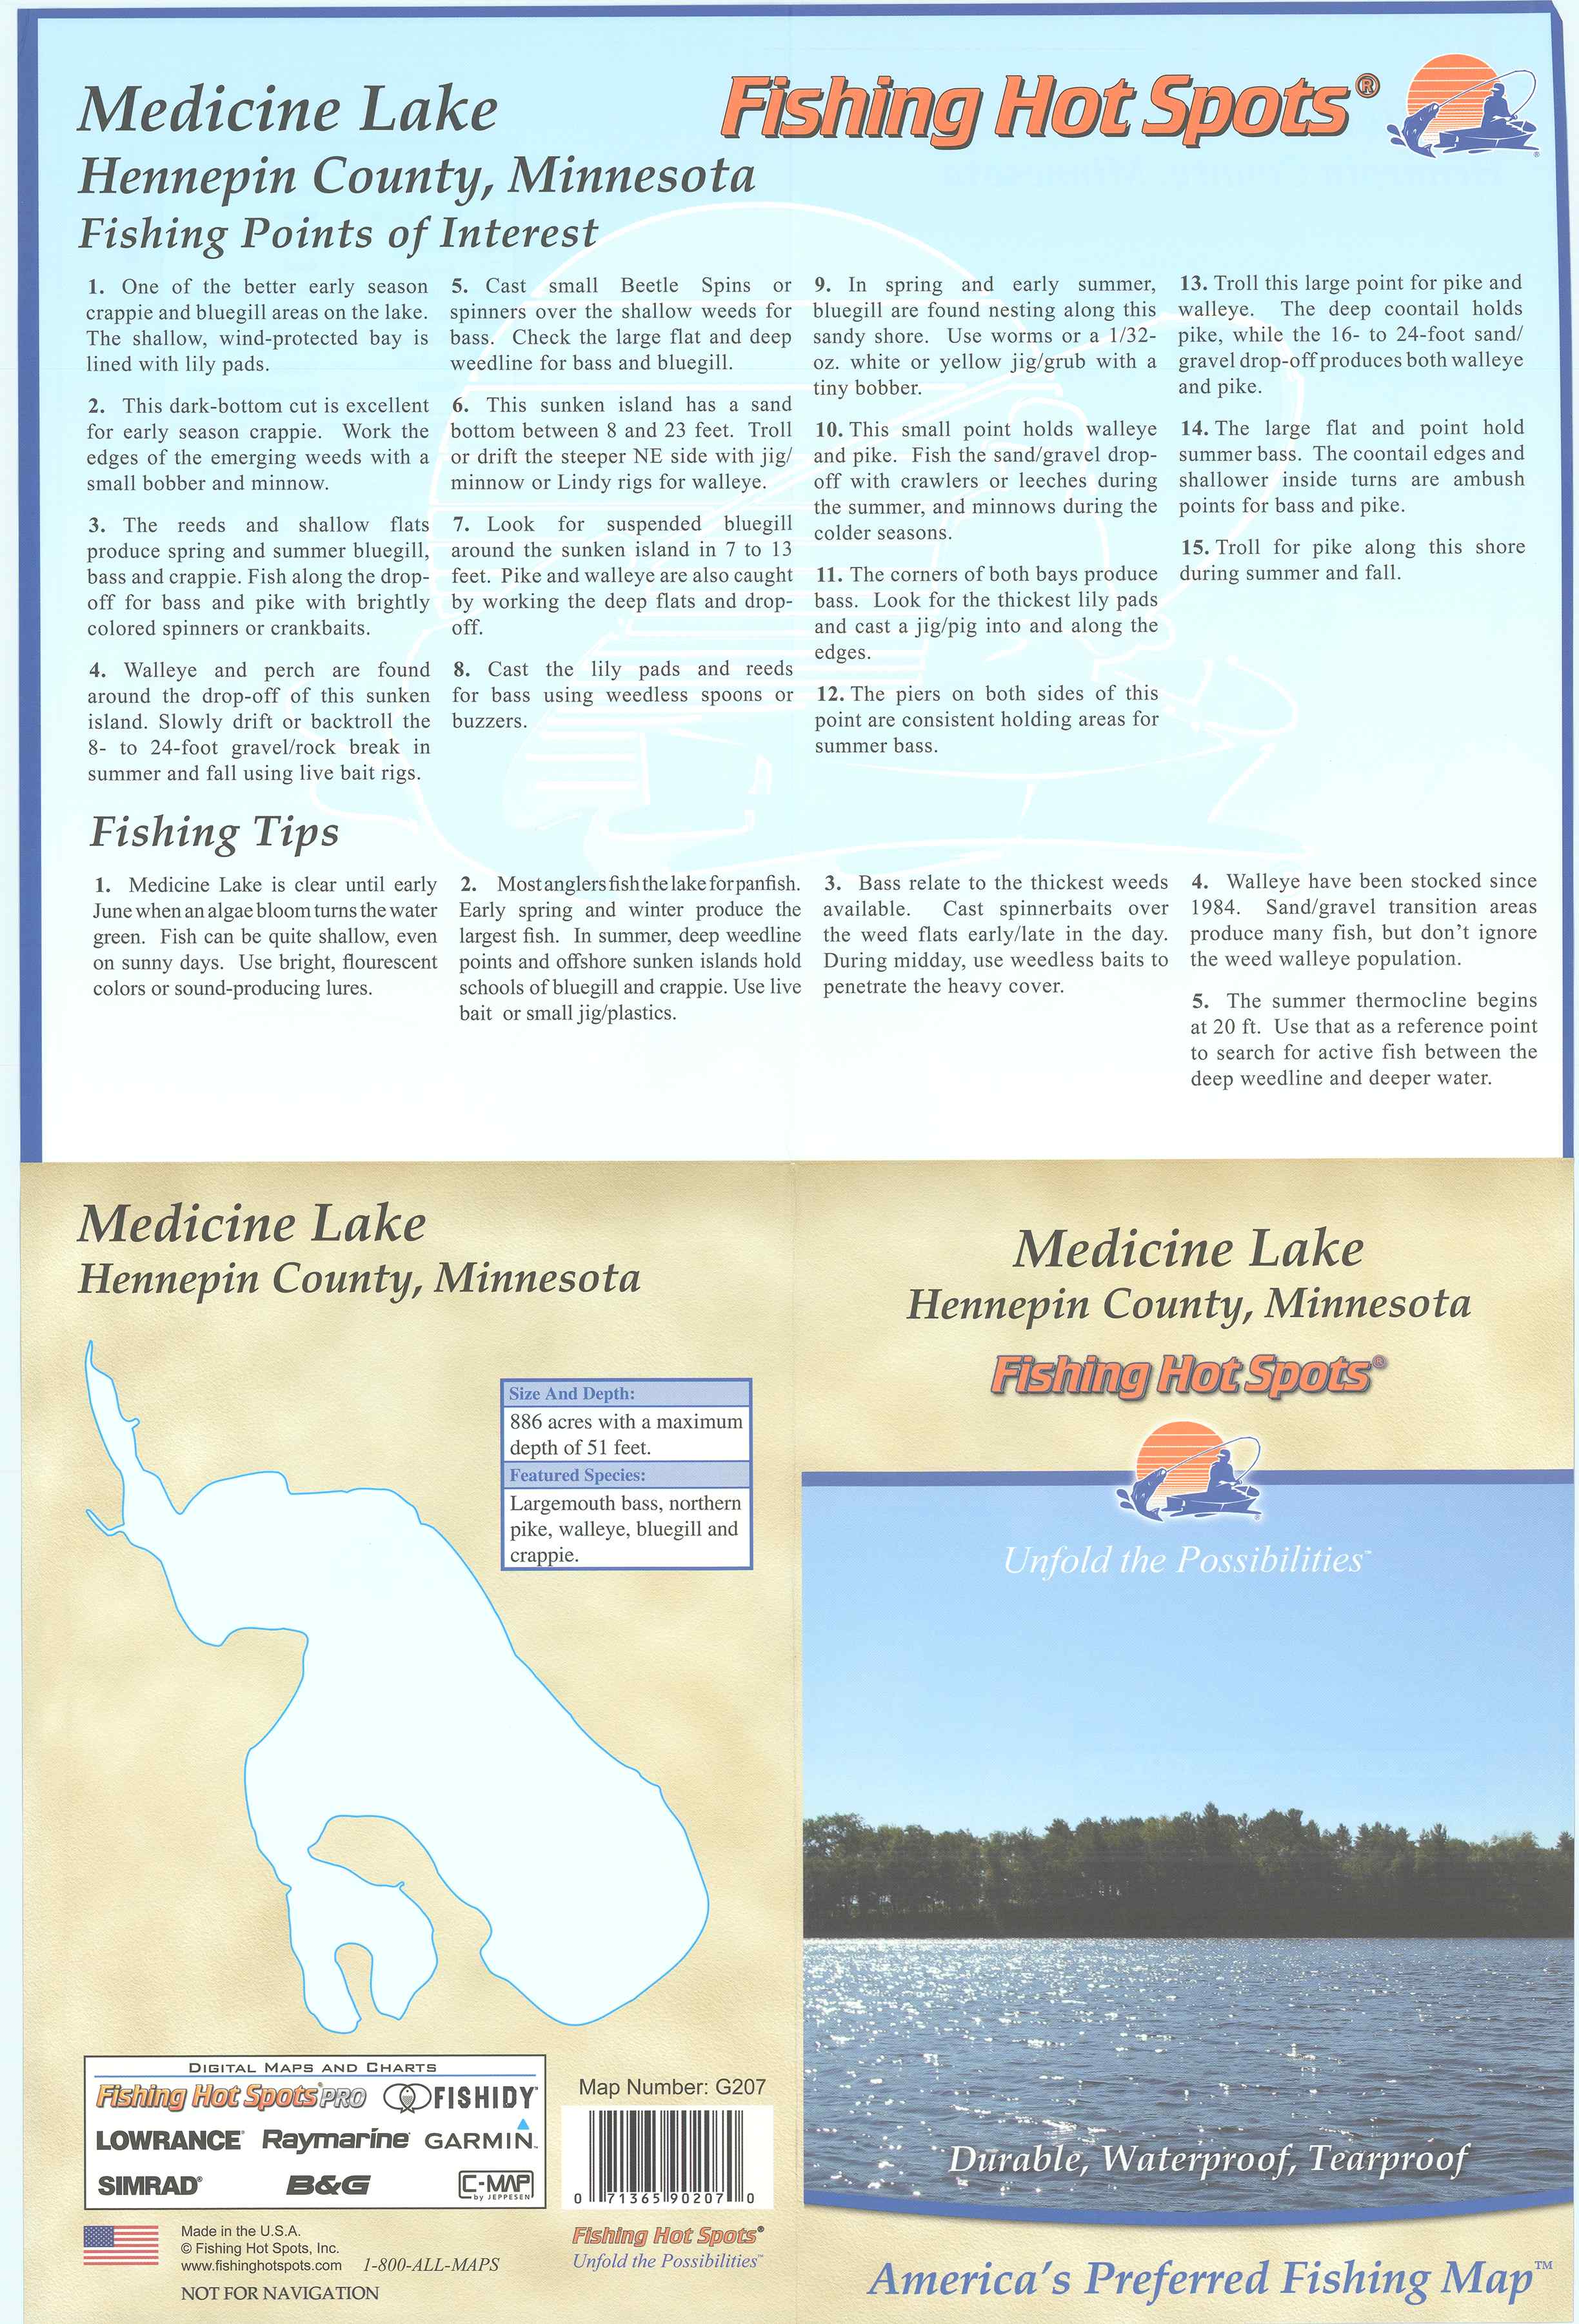 Medicine Lake
Hennepin County, Minnesota
Fishing Points of Interest
Fishing Hot Spots®
1. One of the better early season
crappie and bluegill areas on the lake.
The shallow, wind-protected bay is
lined with lily pads.
2. This dark-bottom cut is excellent
for early season crappie. Work the
edges of the emerging weeds with a
small bobber and minnow.
3. The reeds and shallow flats
produce spring and summer bluegill,
bass and crappie. Fish along the drop-
off for bass and pike with brightly
colored spinners or crankbaits.
4. Walleye and perch are found
around the drop-off of this sunken
island. Slowly drift or backtroll the
8- to 24-foot gravel/rock break in
summer and fall using live bait rigs.
5. Cast small Beetle Spins or
spinners over the shallow weeds for
bass. Check the large flat and deep
weedline for bass and bluegill.
6. This sunken island has a sand
bottom between 8 and 23 feet. Troll
or drift the steeper NE side with jig/
minnow or Lindy rigs for walleye.
7. Look for suspended bluegill
around the sunken island in 7 to 13
feet. Pike and walleye are also caught
by working the deep flats and drop-
off.
8. Cast the lily pads and reeds
for bass using weedless spoons or
buzzers.
9. In spring and early summer,
bluegill are found nesting along this
sandy shore. Use worms or a 1/32-
oz. white or yellow jig/grub with a
tiny bobber.
10. This small point holds walleye
and pike. Fish the sand/gravel drop-
off with crawlers or leeches during
the summer, and minnows during the
colder seasons.
11. The corners of both bays produce
bass. Look for the thickest lily pads
and cast a jig/pig into and along the
edges.
12. The piers on both sides of this
point are consistent holding areas for
summer bass.
13. Troll this large point for pike and
walleye. The deep coontail holds
pike, while the 16- to 24-foot sand/
gravel drop-off produces both walleye
and pike.
14. The large flat and point hold
summer bass. The coontail edges and
shallower inside turns are ambush
points for bass and pike.
15. Troll for pike along this shore
during summer and fall.
Fishing Tips
1. Medicine Lake is clear until early
June when an algae bloom turns the water
green. Fish can be quite shallow, even
on sunny days. Use bright, flourescent
colors or sound-producing lures.
2. Most anglers fish the lake for panfish.
Early spring and winter produce the
largest fish. In summer, deep weedline
points and offshore sunken islands hold
schools of bluegill and crappie. Use live
bait or small jig/plastics.
3. Bass relate to the thickest weeds
available. Cast spinnerbaits over
the weed flats early/late in the day.
During midday, use weedless baits to
penetrate the heavy cover.
4. Walleye have been stocked since
1984. Sand/gravel transition areas
produce many fish, but don't ignore
the weed walleye population.
5. The summer thermocline begins
at 20 ft. Use that as a reference point
to search for active fish between the
deep weedline and deeper water.
Medicine Lake
Hennepin County, Minnesota
Size And Depth:
886 acres with a maximum
depth of 51 feet.
Featured Species:
Largemouth bass, northern
pike, walleye, bluegill and
crappie.
DIGITAL MAPS AND CHARTS
Fishing Hot Spots PRO FISHIDY
LOWRANCE Raymarine GARMIN
SIMRAD B&G C-MAP
by JEPPESEN
Map Number: G207
0 71365 90207 0
Made in the U.S.A.
© Fishing Hot Spots, Inc.
www.fishinghotspots.com 1-800-ALL-MAPS
NOT FOR NAVIGATION
Fishing Hot Spots®
Unfold the Possibilities™
Medicine Lake
Hennepin County, Minnesota
Fishing Hot Spots®
Unfold the Possibilities™
Durable, Waterproof, Tearproof
America's Preferred Fishing Map™